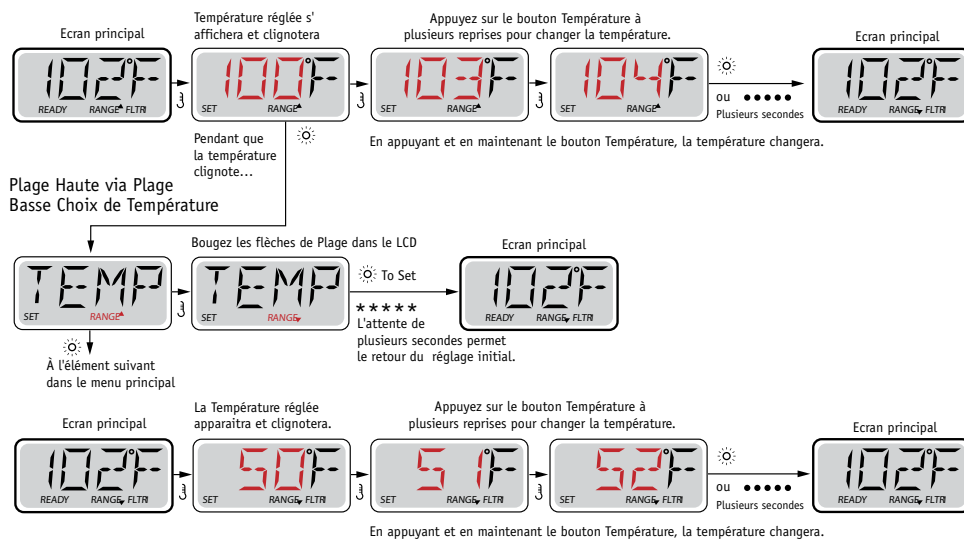 Ecran principal
Température réglée s'
affichera et clignotera
Appuyez sur le bouton Température à
plusieurs reprises pour changer la température.
Ecran principal
102°F
READY RANGE FLTR1
100°F
SET RANGE
103°F
SET RANGE
104°F
SET RANGE
ou
Plusieurs secondes
102°F
READY RANGE FLTR1
Pendant que
la température
clignote...
En appuyant et en maintenant le bouton Température, la température changera.
Plage Haute via Plage
Basse Choix de Température
Bougez les flèches de Plage dans le LCD
Ecran principal
TEMP
SET RANGE
TEMP
SET RANGE
To Set
*****
L'attente de
plusieurs secondes permet
le retour du réglage initial.
102°F
READY RANGE FLTR1
À l'élément suivant
dans le menu principal
Ecran principal
La Température réglée
apparaitra et clignotera.
Appuyez sur le bouton Température à
plusieurs reprises pour changer la température.
Ecran principal
102°F
READY RANGE FLTR1
50°F
SET RANGE
51°F
SET RANGE
52°F
SET RANGE
ou
Plusieurs secondes
102°F
READY RANGE FLTR1
En appuyant et en maintenant le bouton Température, la température changera.